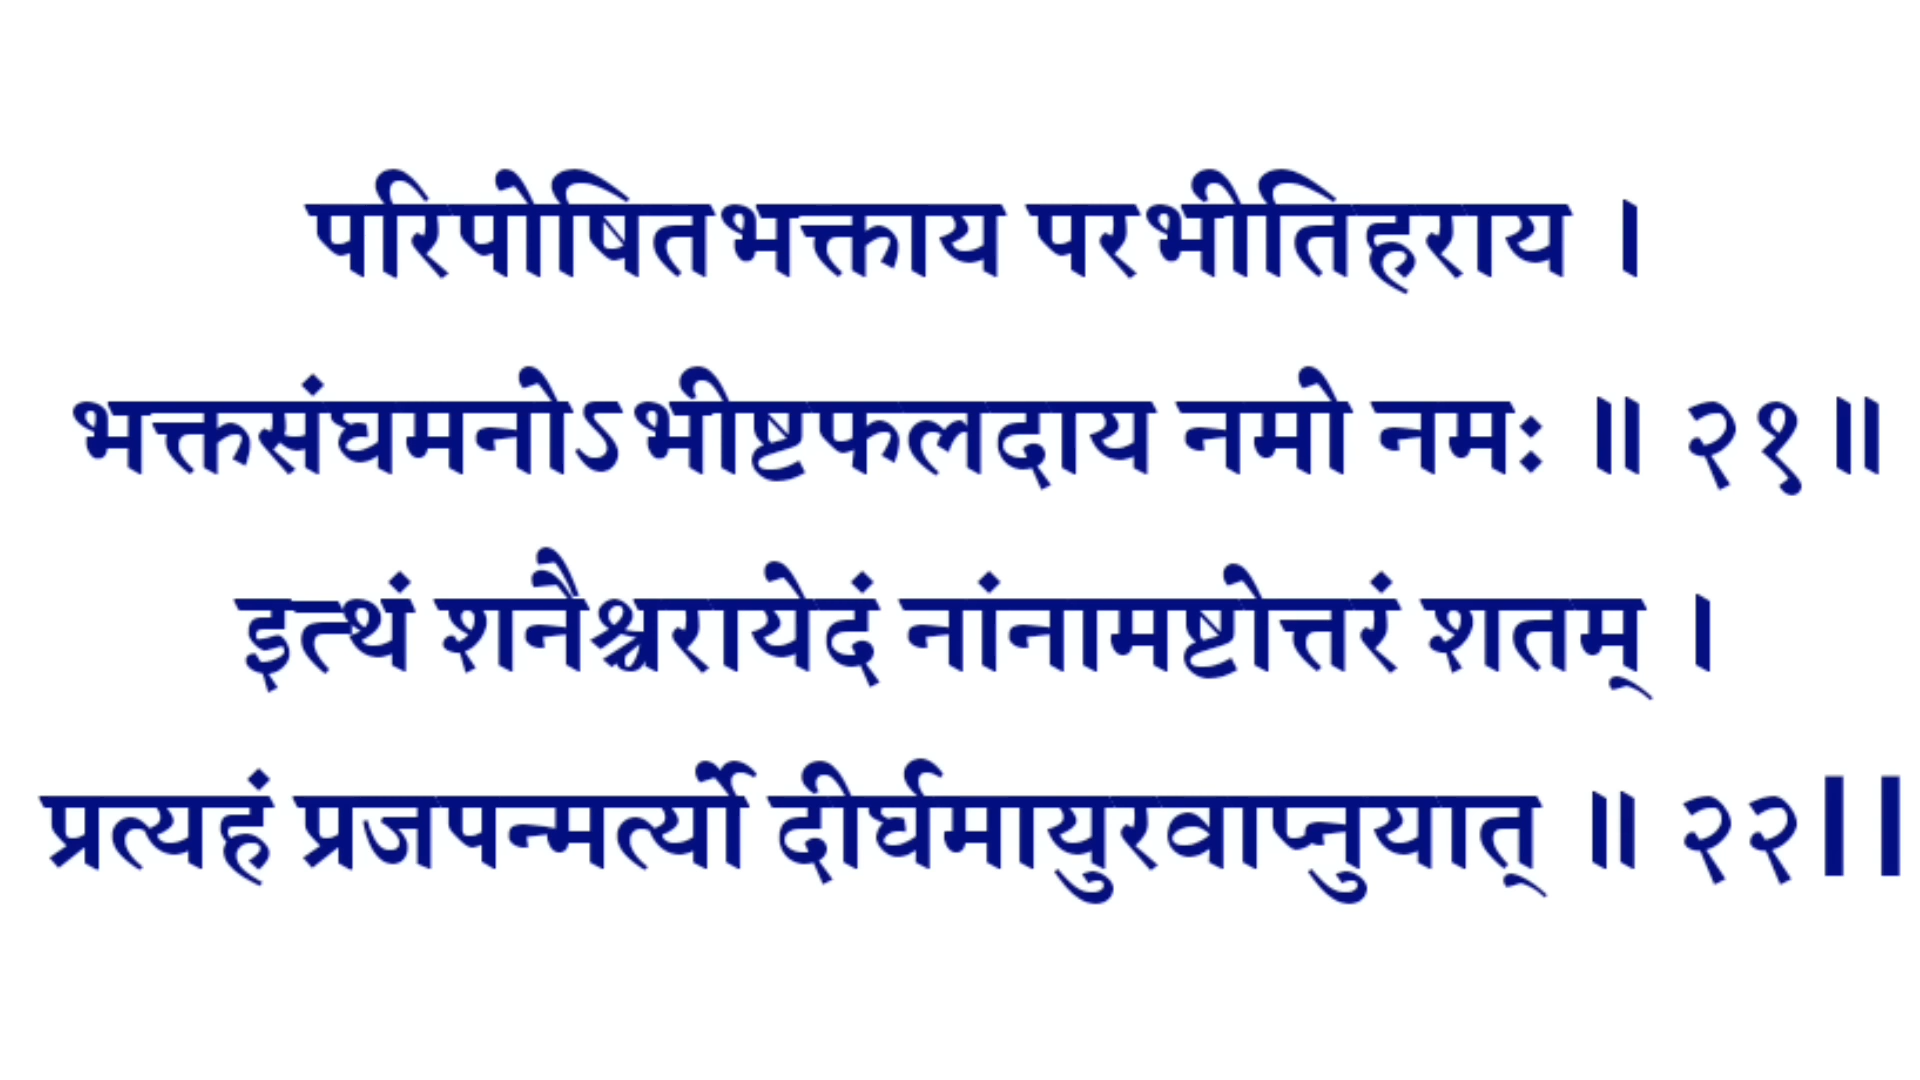 परिपोषितभक्ताय परभीतिहराय ।
भक्तसंघमनोऽभीष्टफलदाय नमो नमः ॥ २१॥
इत्थं शनैश्चरायेदं नांनामष्टोत्तरं शतम् ।
प्रत्यहं प्रजपन्मर्त्यो दीर्घमायुरवाप्नुयात् ॥ २२||